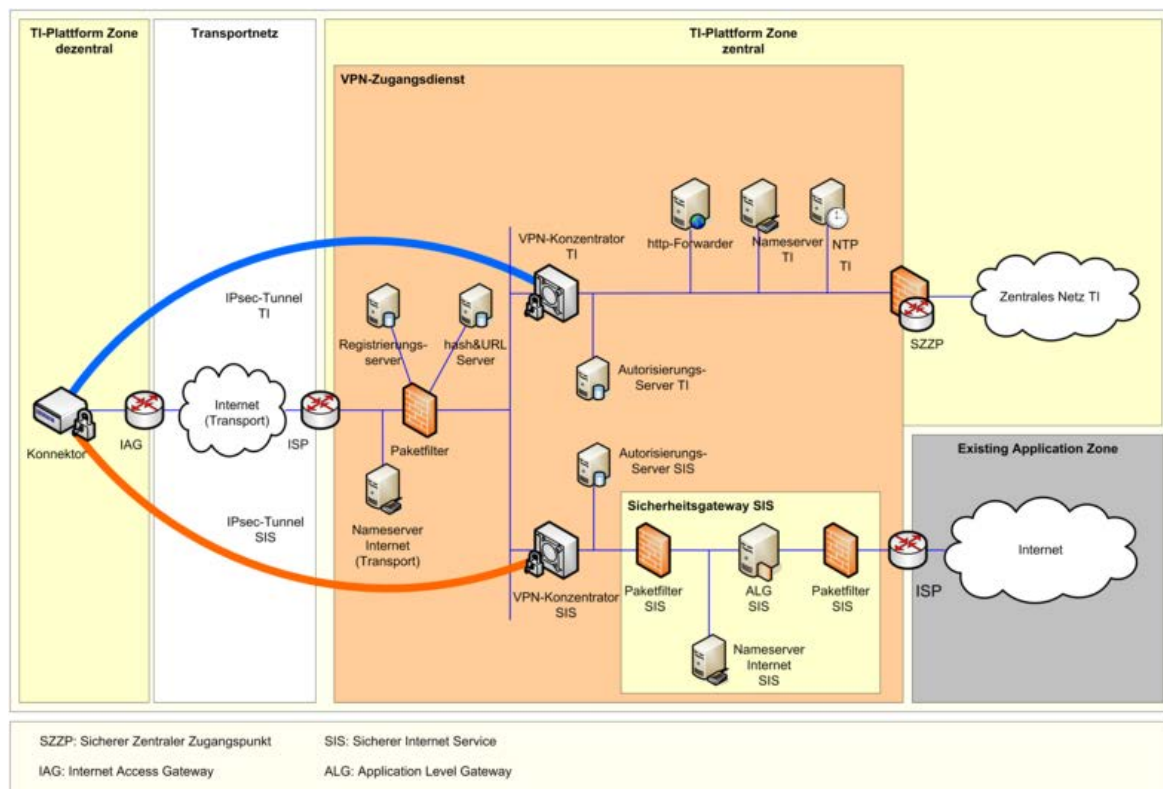 TI-Plattform Zone
dezentral
Transportnetz
TI-Plattform Zone
zentral
VPN-Zugangsdienst
VPN-Konzentrator
TI
http-Forwarder
Nameserver
TI
NTP
TI
IPsec-Tunnel
TI
Registrierungs-
server
hash&URL
Server
Zentrales Netz TI
SZZP
Autorisierungs-
Server TI
Internet
(Transport)
Konnektor
IAG
ISP
Paketfilter
Existing Application Zone
Autorisierungs-
Server SIS
Sicherheitsgateway SIS
IPsec-Tunnel
SIS
Nameserver
Internet
(Transport)
VPN-Konzentrator
SIS
Paketfilter
SIS
ALG
SIS
Paketfilter
SIS
ISP
Internet
Nameserver
Internet
SIS
SZZP: Sicherer Zentraler Zugangspunkt
SIS: Sicherer Internet Service
IAG: Internet Access Gateway
ALG: Application Level Gateway